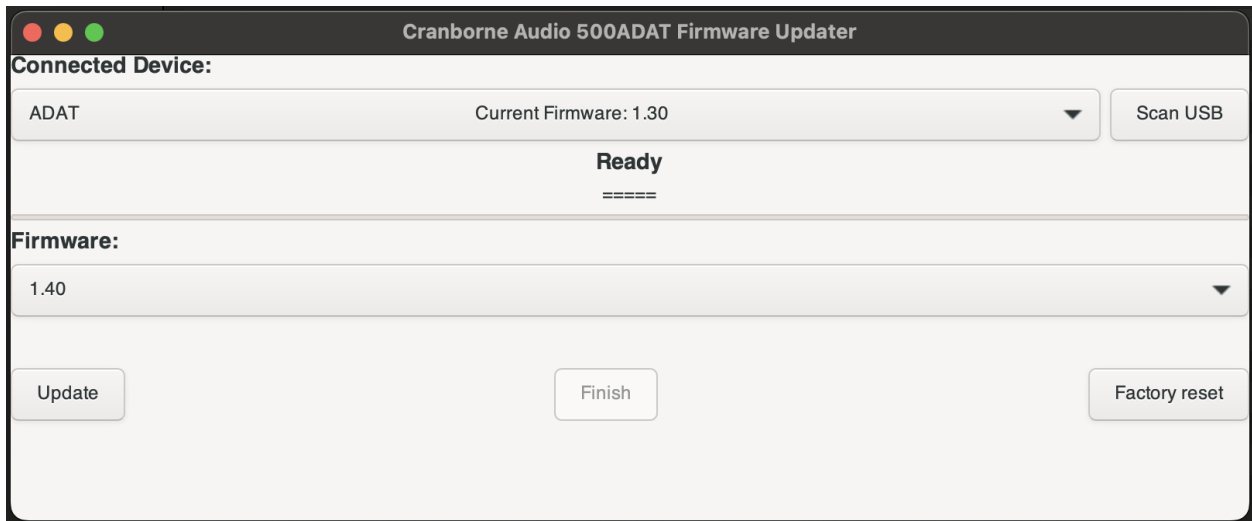 Cranborne Audio 500ADAT Firmware Updater
Connected Device:
ADAT Current Firmware: 1.30 Scan USB
Ready
=====
Firmware:
1.40
Update Finish Factory reset